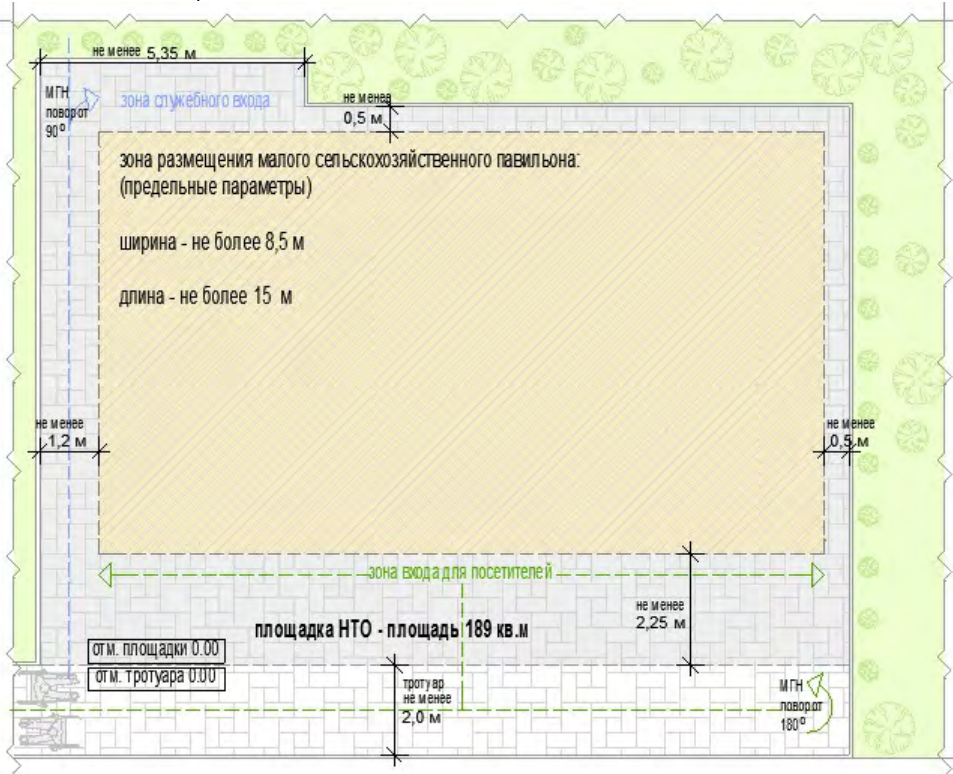 не менее 5,35 м
МГН
поворот
90°
зона служебного входа
не менее
0,5 м
зона размещения малого сельскохозяйственного павильона:
(предельные параметры)
ширина - не более 8,5 м
длина - не более 15 м
не менее
1,2 м
не менее
0,5 м
зона входа для посетителей
не менее
2,25 м
площадка НТО - площадь 189 кв.м
отм. площадки 0.00
отм. тротуара 0.00
тротуар
не менее
2,0 м
МГН
поворот
180°